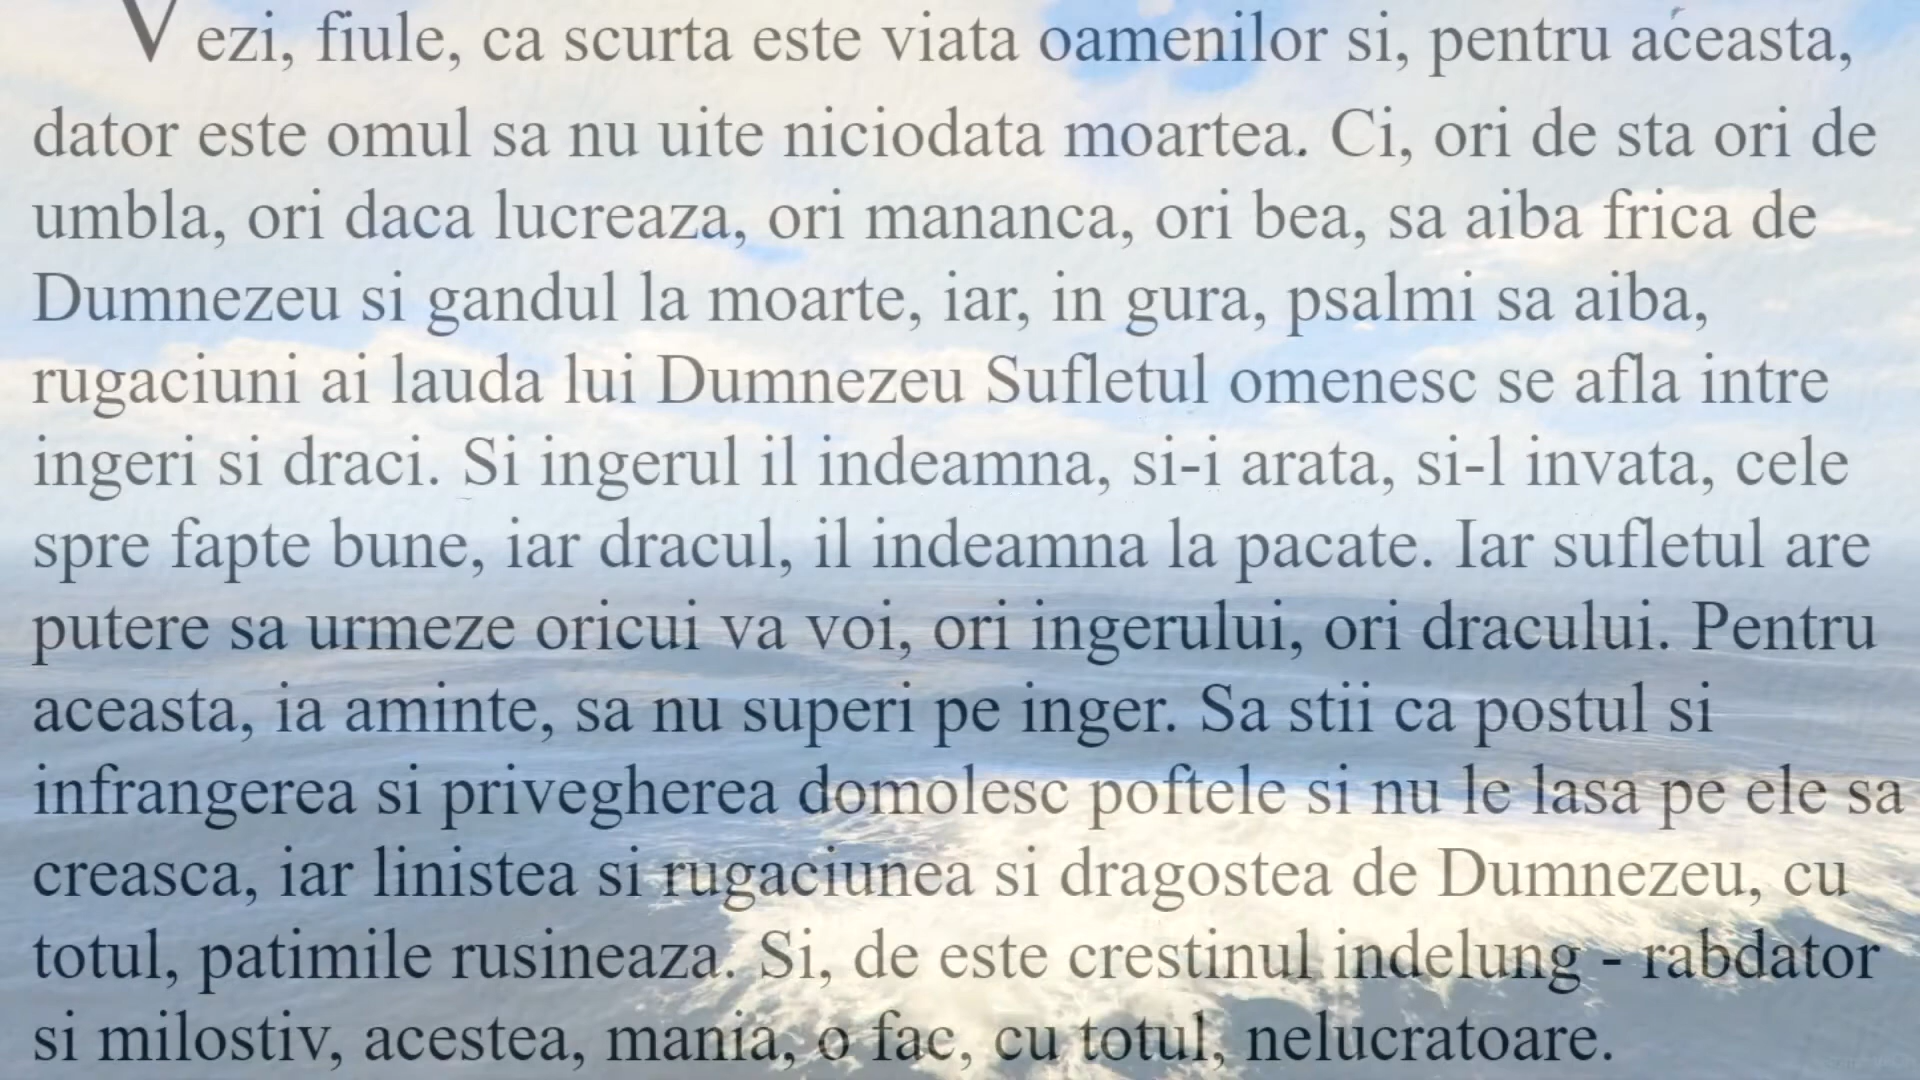 Vezi, fiule, ca scurta este viata oamenilor si, pentru aceasta,
dator este omul sa nu uite niciodata moartea. Ci, ori de sta ori de
umbla, ori daca lucreaza, ori mananca, ori bea, sa aiba frica de
Dumnezeu si gandul la moarte, iar, in gura, psalmi sa aiba,
rugaciuni ai lauda lui Dumnezeu Sufletul omenesc se afla intre
ingeri si draci. Si ingerul il indeamna, si-i arata, si-l invata, cele
spre fapte bune, iar dracul, il indeamna la pacate. Iar sufletul are
putere sa urmeze oricui va voi, ori ingerului, ori dracului. Pentru
aceasta, ia aminte, sa nu superi pe inger. Sa stii ca postul si
infrangerea si privegherea domolesc poftele si nu le lasa pe ele sa
creasca, iar linistea si rugaciunea si dragostea de Dumnezeu, cu
totul, patimile rusineaza. Si, de este crestinul indelung - rabdator
si milostiv, acestea, mania, o fac, cu totul, nelucratoare.